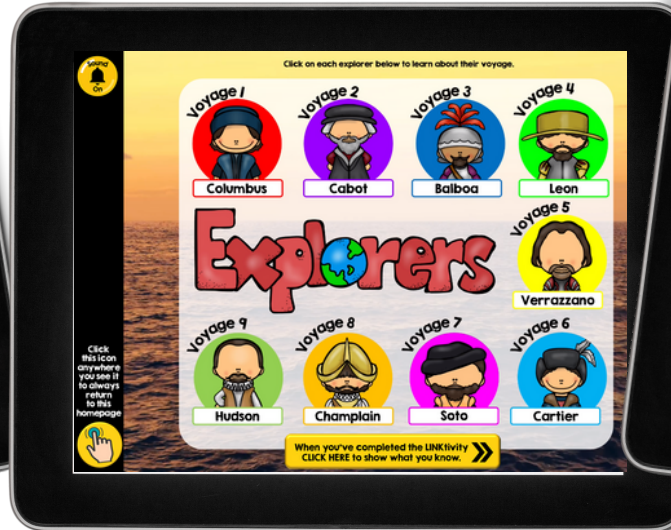 Sound
On
Click on each explorer below to learn about their voyage.
Voyage 1
Columbus
Voyage 2
Cabot
Voyage 3
Balboa
Voyage 4
Leon
Explorers
Voyage 5
Verrazzano
Voyage 9
Hudson
Voyage 8
Champlain
Voyage 7
Soto
Voyage 6
Cartier
Click
this icon
anywhere
you see it
to always
return
to this
homepage
When you've completed the LINKtivity
CLICK HERE to show what you know.